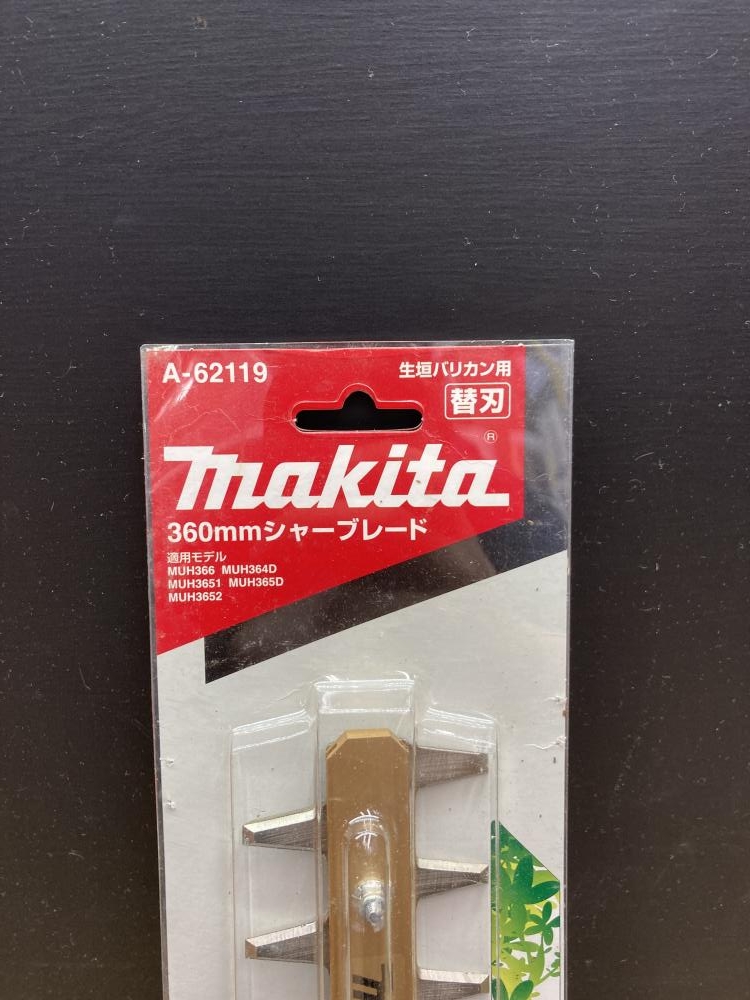 A-62119
生垣バリカン用
替刃
makita®
360mmシャーブレード
適用モデル
MUH366 MUH364D
MUH3651 MUH365D
MUH3652